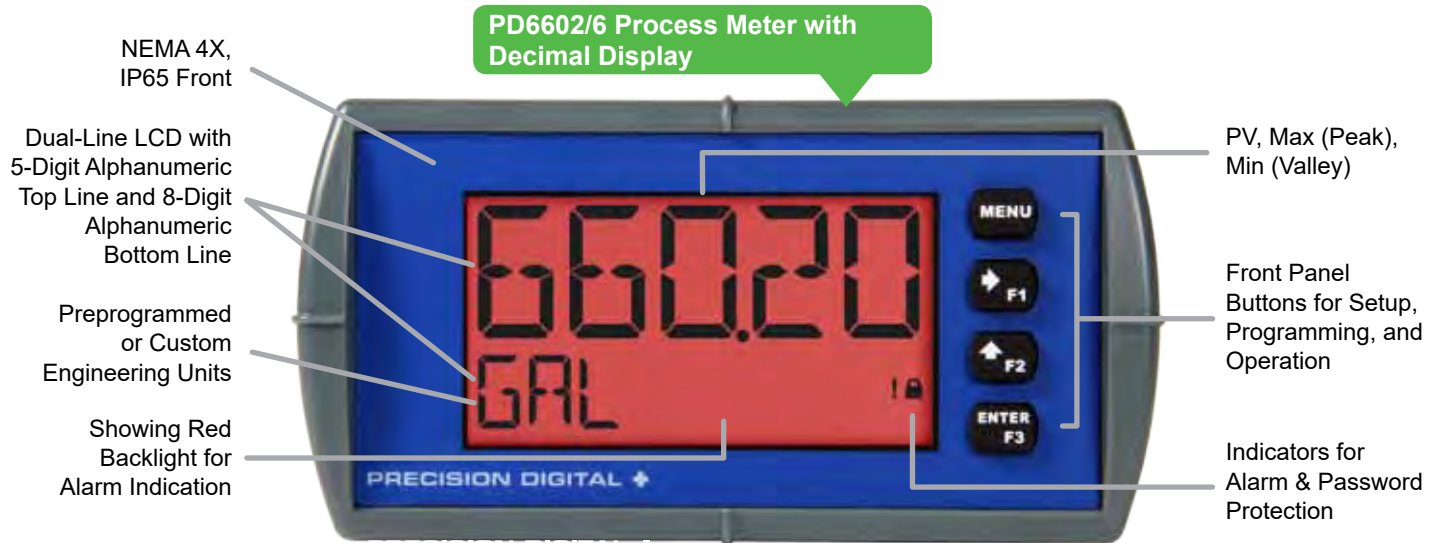 PD6602/6 Process Meter with
Decimal Display
NEMA 4X,
IP65 Front
Dual-Line LCD with
5-Digit Alphanumeric
Top Line and 8-Digit
Alphanumeric
Bottom Line
Preprogrammed
or Custom
Engineering Units
Showing Red
Backlight for
Alarm Indication
660.20
GAL
!
PRECISION DIGITAL
MENU
F1
F2
ENTER
F3
PV, Max (Peak),
Min (Valley)
Front Panel
Buttons for Setup,
Programming, and
Operation
Indicators for
Alarm & Password
Protection